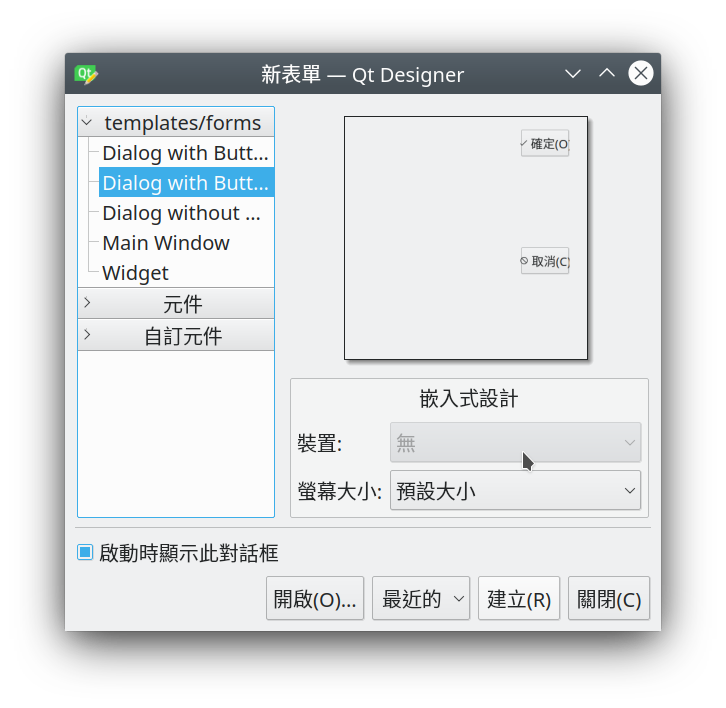 Qt
新表單 — Qt Designer
templates/forms
Dialog with Butt...
Dialog with Butt...
Dialog without ...
Main Window
Widget
元件
自訂元件
確定(O
取消(C)
嵌入式設計
裝置:
無
螢幕大小:
預設大小
啟動時顯示此對話框
開啟(O)...
最近的
建立(R)
關閉(C)